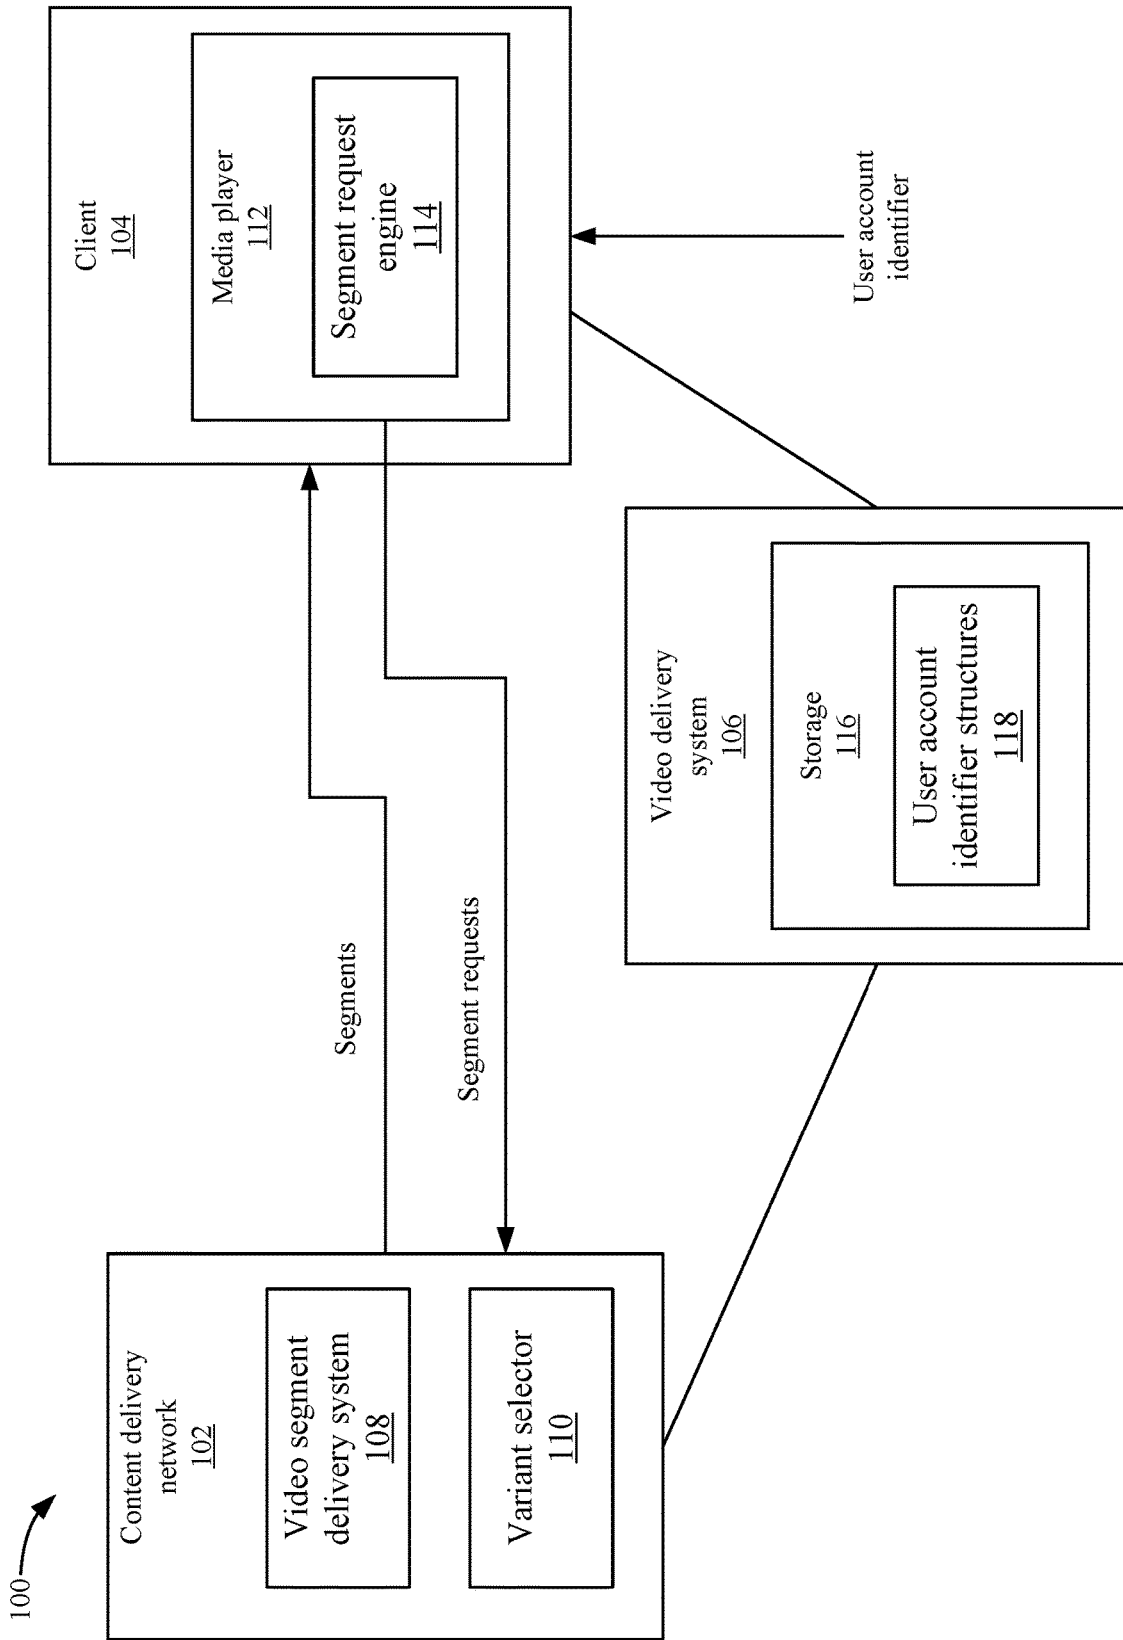 100
Content delivery
network
102
Video segment
delivery system
108
Variant selector
110
Segments
Segment requests
Client
104
Media player
112
Segment request
engine
114
User account
identifier
Video delivery
system
106
Storage
116
User account
identifier structures
118